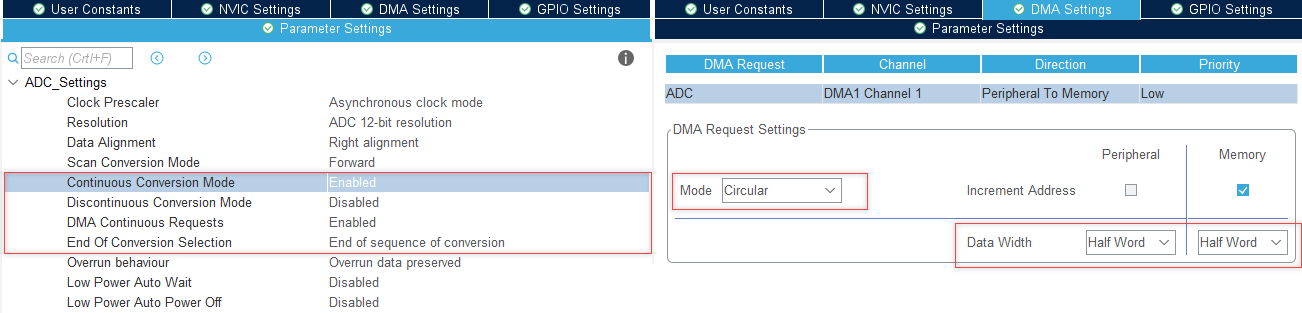 User Constants NVIC Settings DMA Settings GPIO Settings
Parameter Settings
Search (Crtl+F)
ADC_Settings
Clock Prescaler Asynchronous clock mode
Resolution ADC 12-bit resolution
Data Alignment Right alignment
Scan Conversion Mode Forward
Continuous Conversion Mode Enabled
Discontinuous Conversion Mode Disabled
DMA Continuous Requests Enabled
End Of Conversion Selection End of sequence of conversion
Overrun behaviour Overrun data preserved
Low Power Auto Wait Disabled
Low Power Auto Power Off Disabled
User Constants NVIC Settings DMA Settings GPIO Settings
Parameter Settings
DMA Request Channel Direction Priority
ADC DMA1 Channel 1 Peripheral To Memory Low
DMA Request Settings
Peripheral Memory
Mode Circular Increment Address
Data Width Half Word Half Word